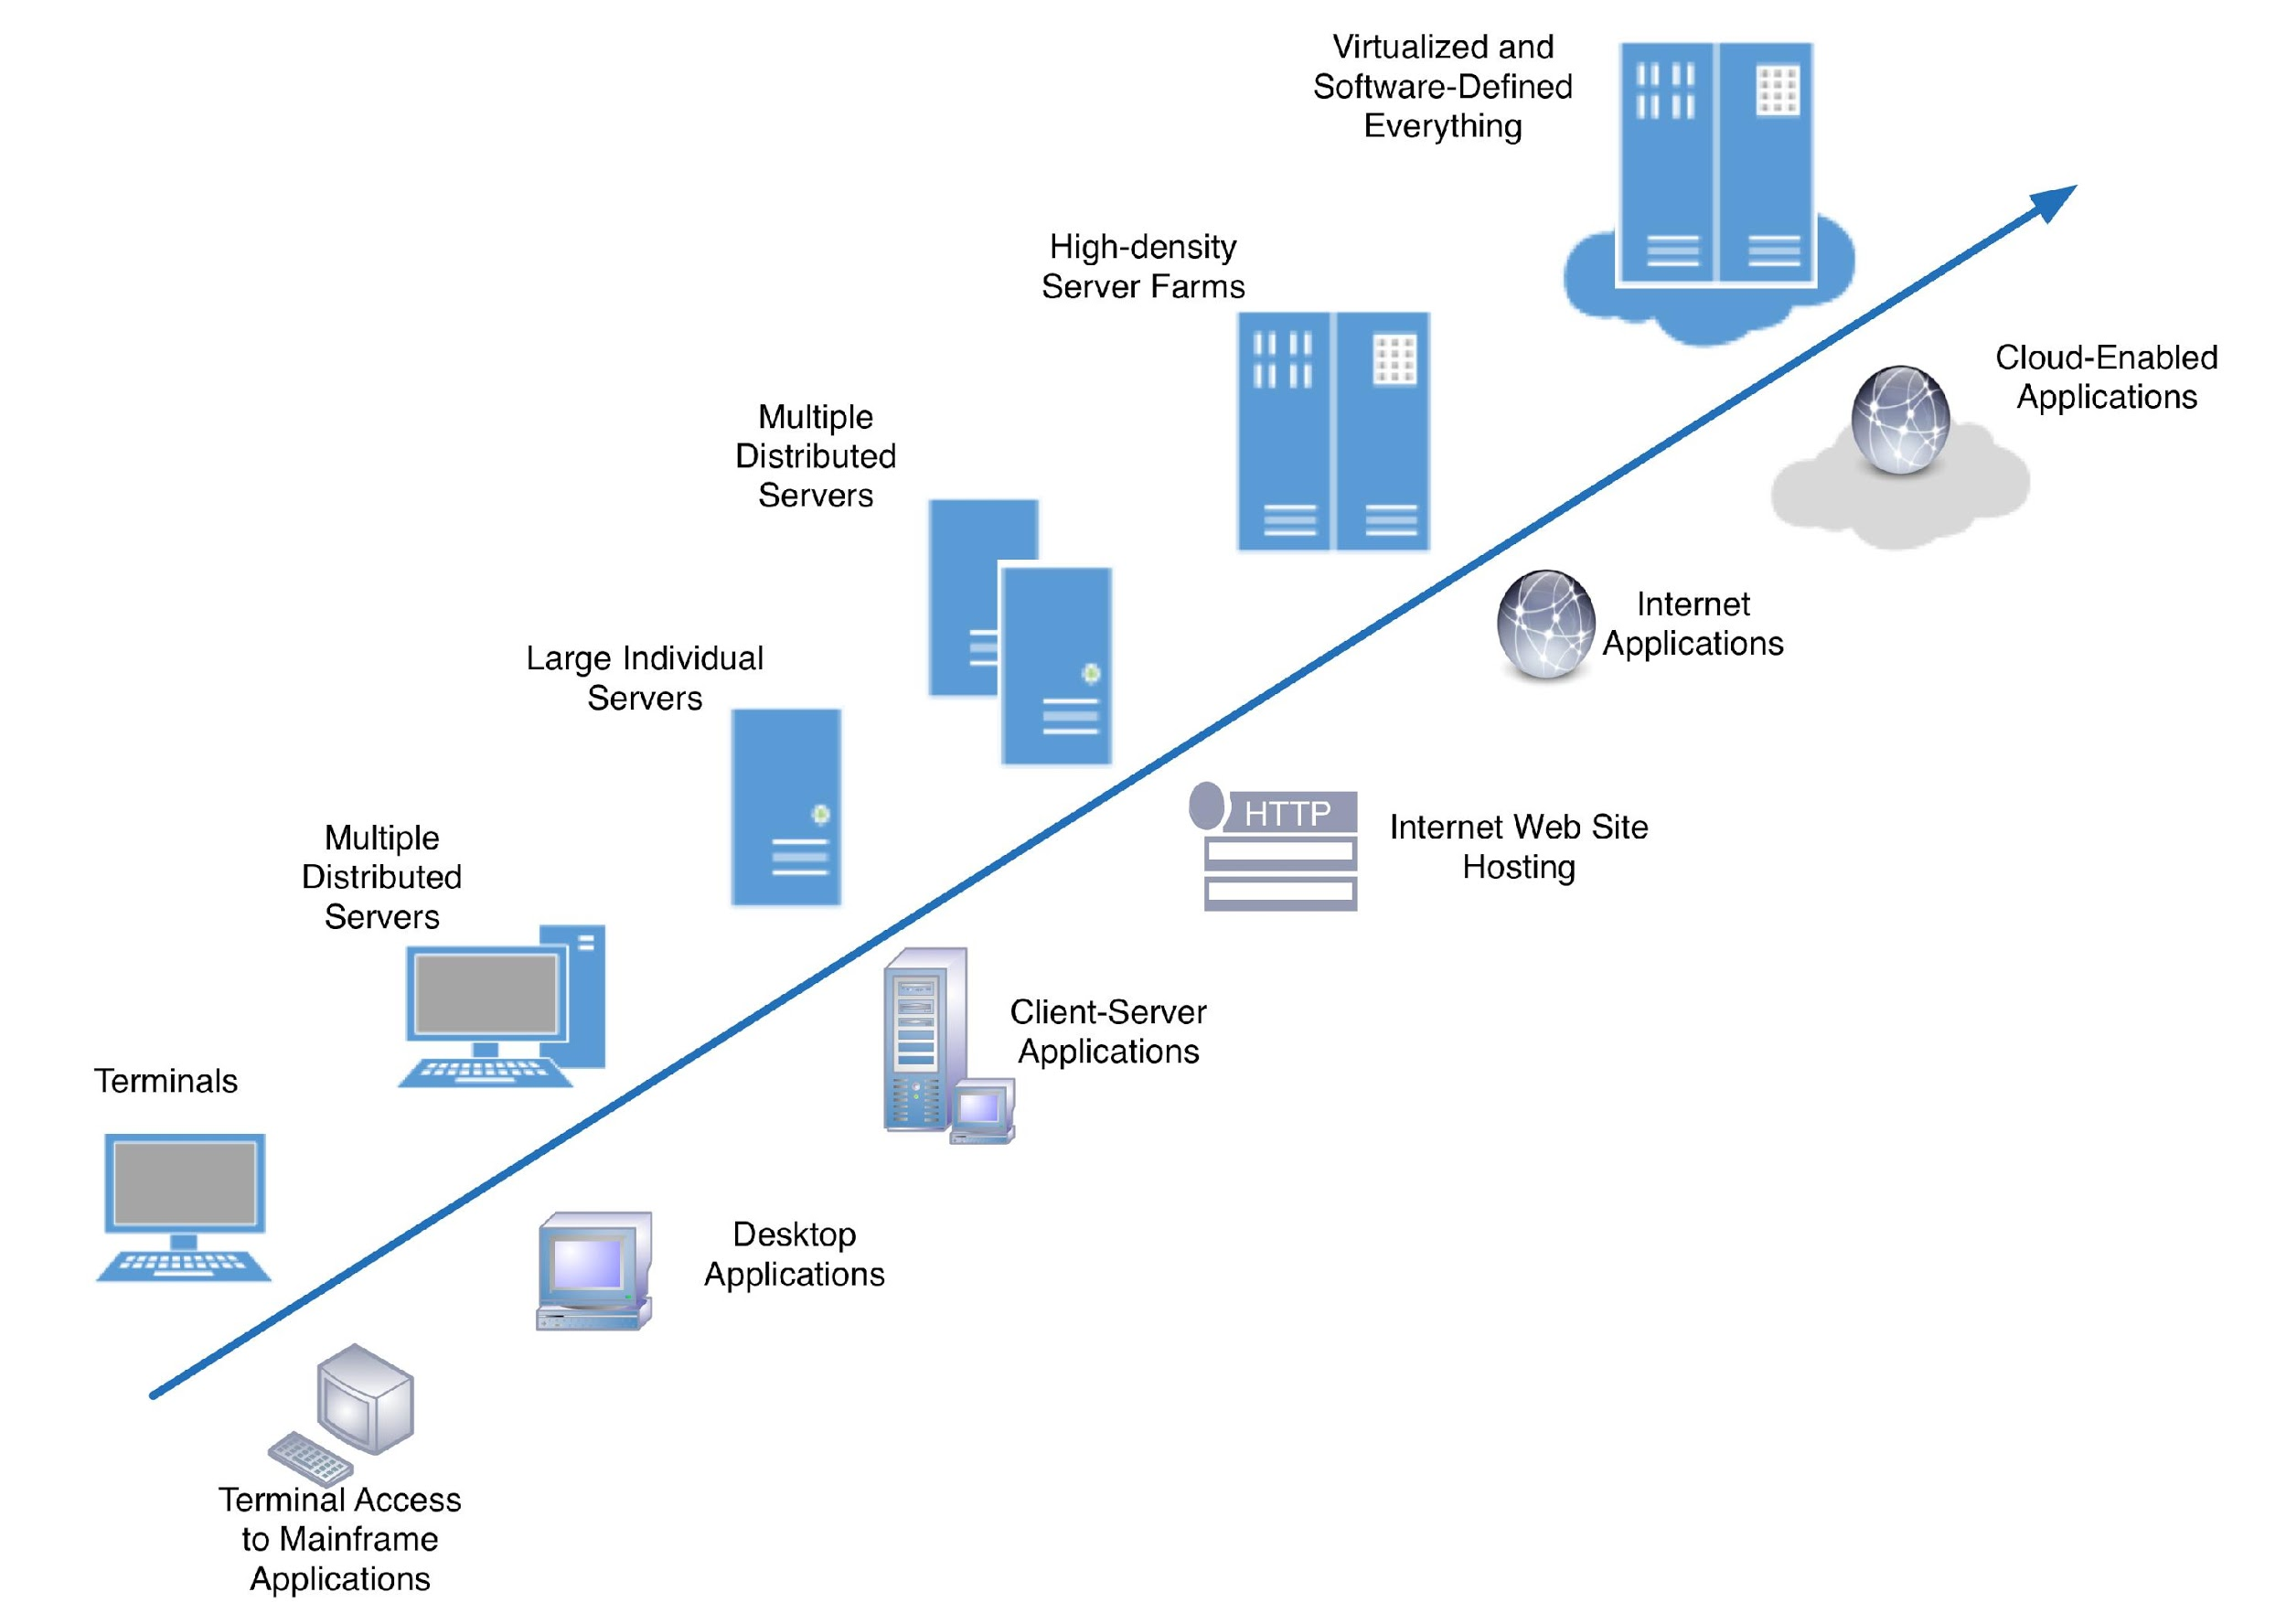 Virtualized and
Software-Defined
Everything
High-density
Server Farms
Cloud-Enabled
Applications
Multiple
Distributed
Servers
Internet
Applications
Large Individual
Servers
HTTP
Internet Web Site
Hosting
Multiple
Distributed
Servers
Client-Server
Applications
Terminals
Desktop
Applications
Terminal Access
to Mainframe
Applications